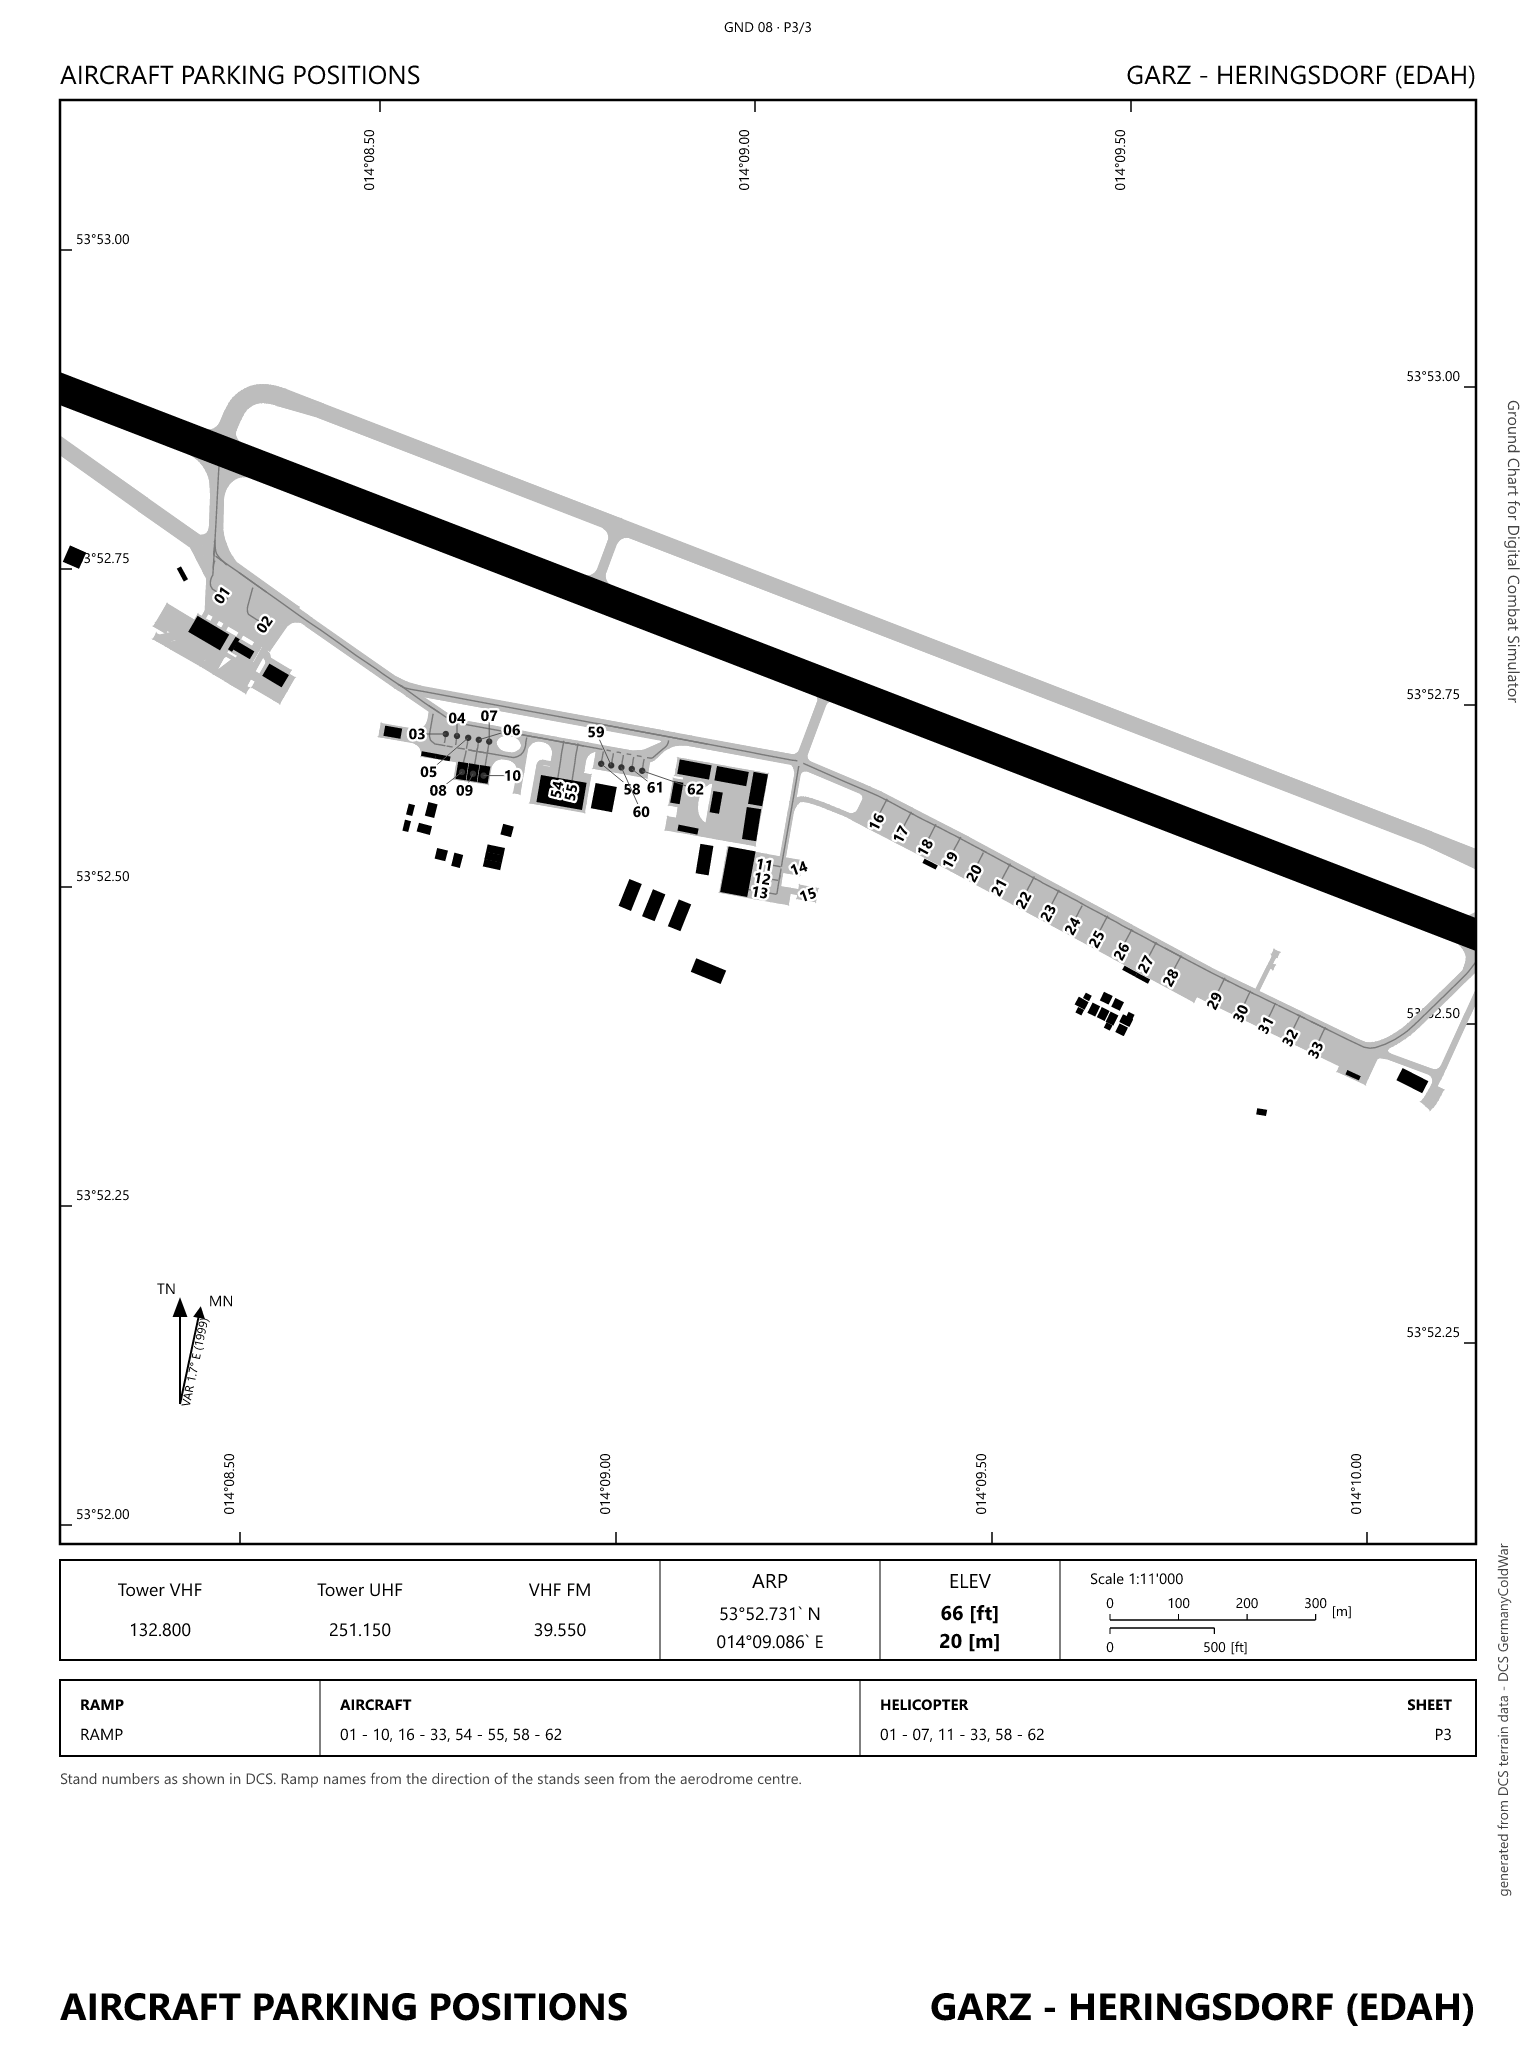 GND 08 · P3/3
AIRCRAFT PARKING POSITIONS
GARZ - HERINGSDORF (EDAH)
014°08.50
014°09.00
014°09.50
53°53.00
53°53.00
3°52.75
53°52.75
01
02
03
04
07
06
05
08
09
10
59
54
55
58
60
61
62
11
12
13
14
15
16
17
18
19
20
21
22
23
24
25
26
27
28
29
30
31
32
33
53°52.50
53°52.50
53°52.25
53°52.25
TN
MN
VAR 1.7° E (1999)
53°52.00
014°08.50
014°09.00
014°09.50
014°10.00
Tower VHF
132.800
Tower UHF
251.150
VHF FM
39.550
ARP
53°52.731` N
014°09.086` E
ELEV
66 [ft]
20 [m]
Scale 1:11'000
0 100 200 300 [m]
0 500 [ft]
RAMP AIRCRAFT HELICOPTER SHEET
RAMP 01 - 10, 16 - 33, 54 - 55, 58 - 62 01 - 07, 11 - 33, 58 - 62 P3
Stand numbers as shown in DCS. Ramp names from the direction of the stands seen from the aerodrome centre.
Ground Chart for Digital Combat Simulator
generated from DCS terrain data - DCS GermanyColdWar
AIRCRAFT PARKING POSITIONS
GARZ - HERINGSDORF (EDAH)